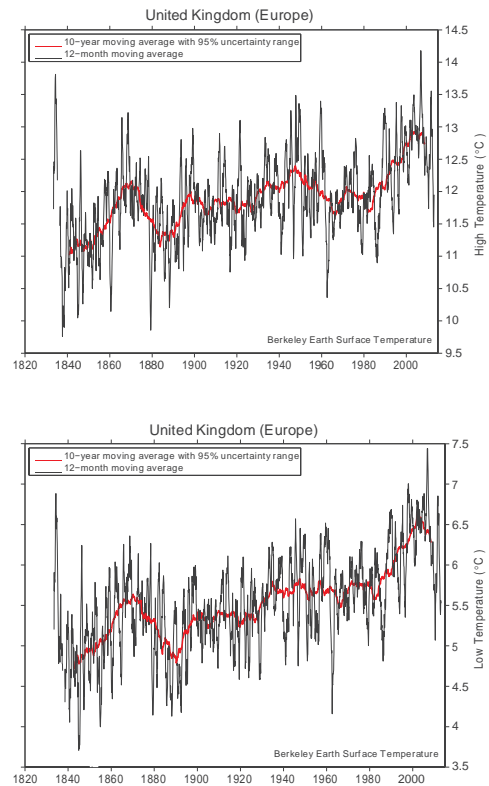 United Kingdom (Europe)
10−year moving average with 95% uncertainty range
12−month moving average
14.5
14
13.5
13
12.5
12
11.5
11
10.5
10
9.5
High Temperature (°C)
Berkeley Earth Surface Temperature
1820 1840 1860 1880 1900 1920 1940 1960 1980 2000
United Kingdom (Europe)
10−year moving average with 95% uncertainty range
12−month moving average
7.5
7
6.5
6
5.5
5
4.5
4
3.5
Low Temperature (°C)
Berkeley Earth Surface Temperature
1820 1840 1860 1880 1900 1920 1940 1960 1980 2000